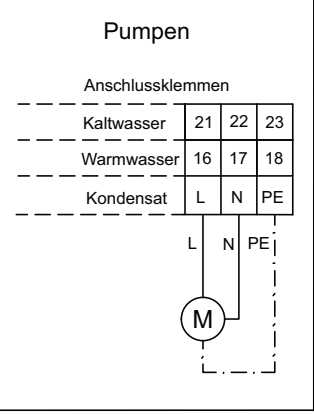 Pumpen
Anschlussklemmen
Kaltwasser 21 22 23
Warmwasser 16 17 18
Kondensat L N PE
L N PE
M